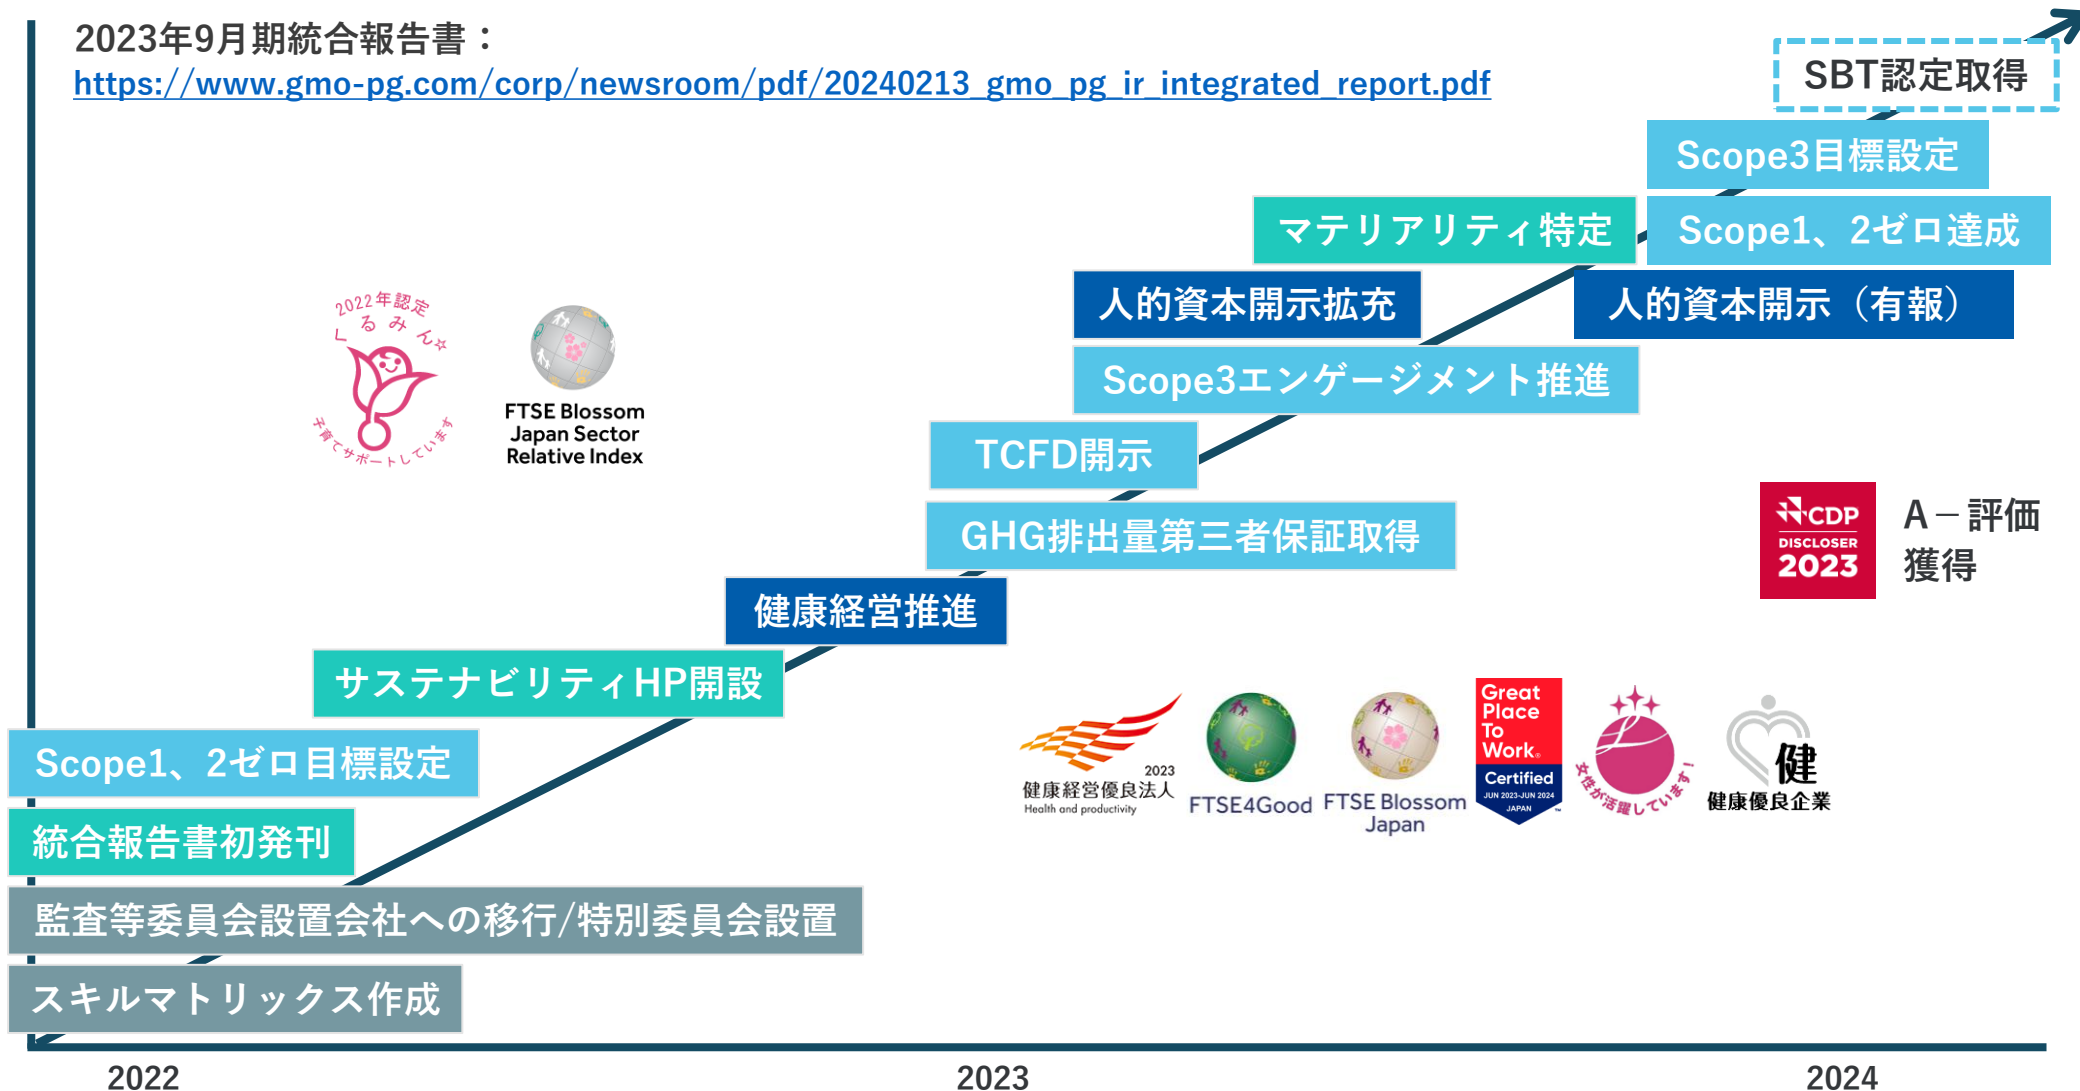 2023年9月期統合報告書：
https://www.gmo-pg.com/corp/newsroom/pdf/20240213_gmo_pg_ir_integrated_report.pdf
SBT認定取得
Scope3目標設定
マテリアリティ特定
Scope1、2ゼロ達成
人的資本開示拡充
人的資本開示（有報）
Scope3エンゲージメント推進
2022年認定
くるみん☆
子育てサポートしています
FTSE Blossom
Japan Sector
Relative Index
TCFD開示
GHG排出量第三者保証取得
CDP
DISCLOSER
2023
A－評価
獲得
健康経営推進
サステナビリティHP開設
2023
健康経営優良法人
Health and productivity
FTSE4Good
FTSE Blossom
Japan
Great
Place
To
Work®
Certified
JUN 2023-JUN 2024
JAPAN
™
女性が活躍しています！
健
健康優良企業
Scope1、2ゼロ目標設定
統合報告書初発刊
監査等委員会設置会社への移行/特別委員会設置
スキルマトリックス作成
2022
2023
2024